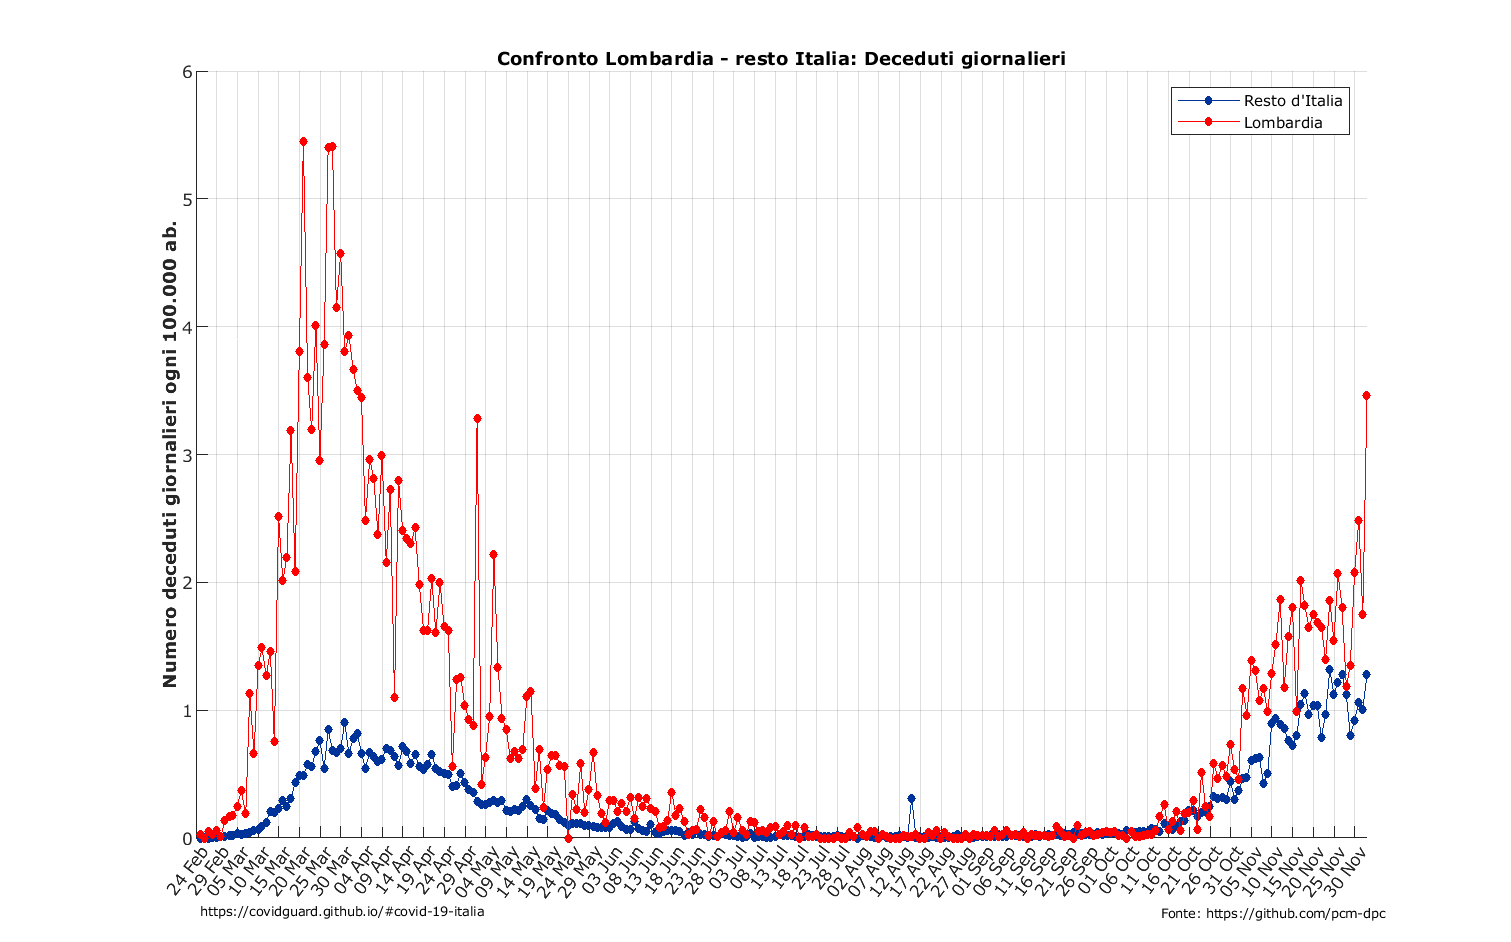 Confronto Lombardia - resto Italia: Deceduti giornalieri
Resto d'Italia
Lombardia
Numero deceduti giornalieri ogni 100.000 ab.
6
5
4
3
2
1
0
24 Feb
29 Feb
05 Mar
10 Mar
15 Mar
20 Mar
25 Mar
30 Mar
04 Apr
09 Apr
14 Apr
19 Apr
24 Apr
29 Apr
04 May
09 May
14 May
19 May
24 May
29 May
03 Jun
08 Jun
13 Jun
18 Jun
23 Jun
28 Jun
03 Jul
08 Jul
13 Jul
18 Jul
23 Jul
28 Jul
02 Aug
07 Aug
12 Aug
17 Aug
22 Aug
27 Aug
01 Sep
06 Sep
11 Sep
16 Sep
21 Sep
26 Sep
01 Oct
06 Oct
11 Oct
16 Oct
21 Oct
26 Oct
31 Oct
05 Nov
10 Nov
15 Nov
20 Nov
25 Nov
30 Nov
https://covidguard.github.io/#covid-19-italia
Fonte: https://github.com/pcm-dpc